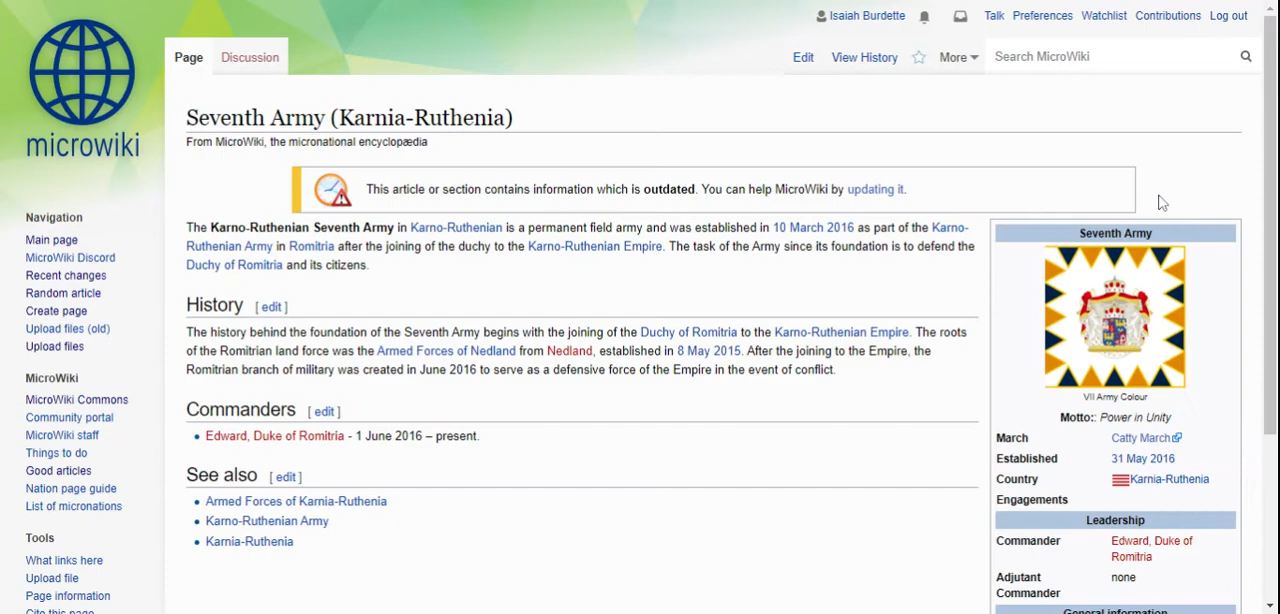 Isaiah Burdette Talk Preferences Watchlist Contributions Log out
Page Discussion Edit View History More Search MicroWiki
microwiki
Seventh Army (Karnia-Ruthenia)
From MicroWiki, the micronational encyclopædia
This article or section contains information which is outdated. You can help MicroWiki by updating it.
The Karno-Ruthenian Seventh Army in Karno-Ruthenian is a permanent field army and was established in 10 March 2016 as part of the Karno-
Ruthenian Army in Romitria after the joining of the duchy to the Karno-Ruthenian Empire. The task of the Army since its foundation is to defend the
Duchy of Romitria and its citizens.
History [ edit ]
The history behind the foundation of the Seventh Army begins with the joining of Duchy of Romitria to the Karno-Ruthenian Empire. The roots
of the Romitrian land force was the Armed Forces of Nedland from Nedland, established in 8 May 2015. After the joining to the Empire, the
Romitrian branch of military was created in June 2016 to serve as a defensive force of the Empire in the event of conflict.
Commanders [ edit ]
• Edward, Duke of Romitria - 1 June 2016 – present.
See also [ edit ]
• Armed Forces of Karnia-Ruthenia
• Karno-Ruthenian Army
• Karnia-Ruthenia
Seventh Army
VII Army Colour
Motto:: Power in Unity
March Catty March
Established 31 May 2016
Country Karnia-Ruthenia
Engagements
Leadership
Commander Edward, Duke of
Romitria
Adjutant none
Commander
General information
Navigation
Main page
MicroWiki Discord
Recent changes
Random article
Create page
Upload files (old)
Upload files
MicroWiki
MicroWiki Commons
Community portal
MicroWiki staff
Things to do
Good articles
Nation page guide
List of micronations
Tools
What links here
Upload file
Page information
Cite this page